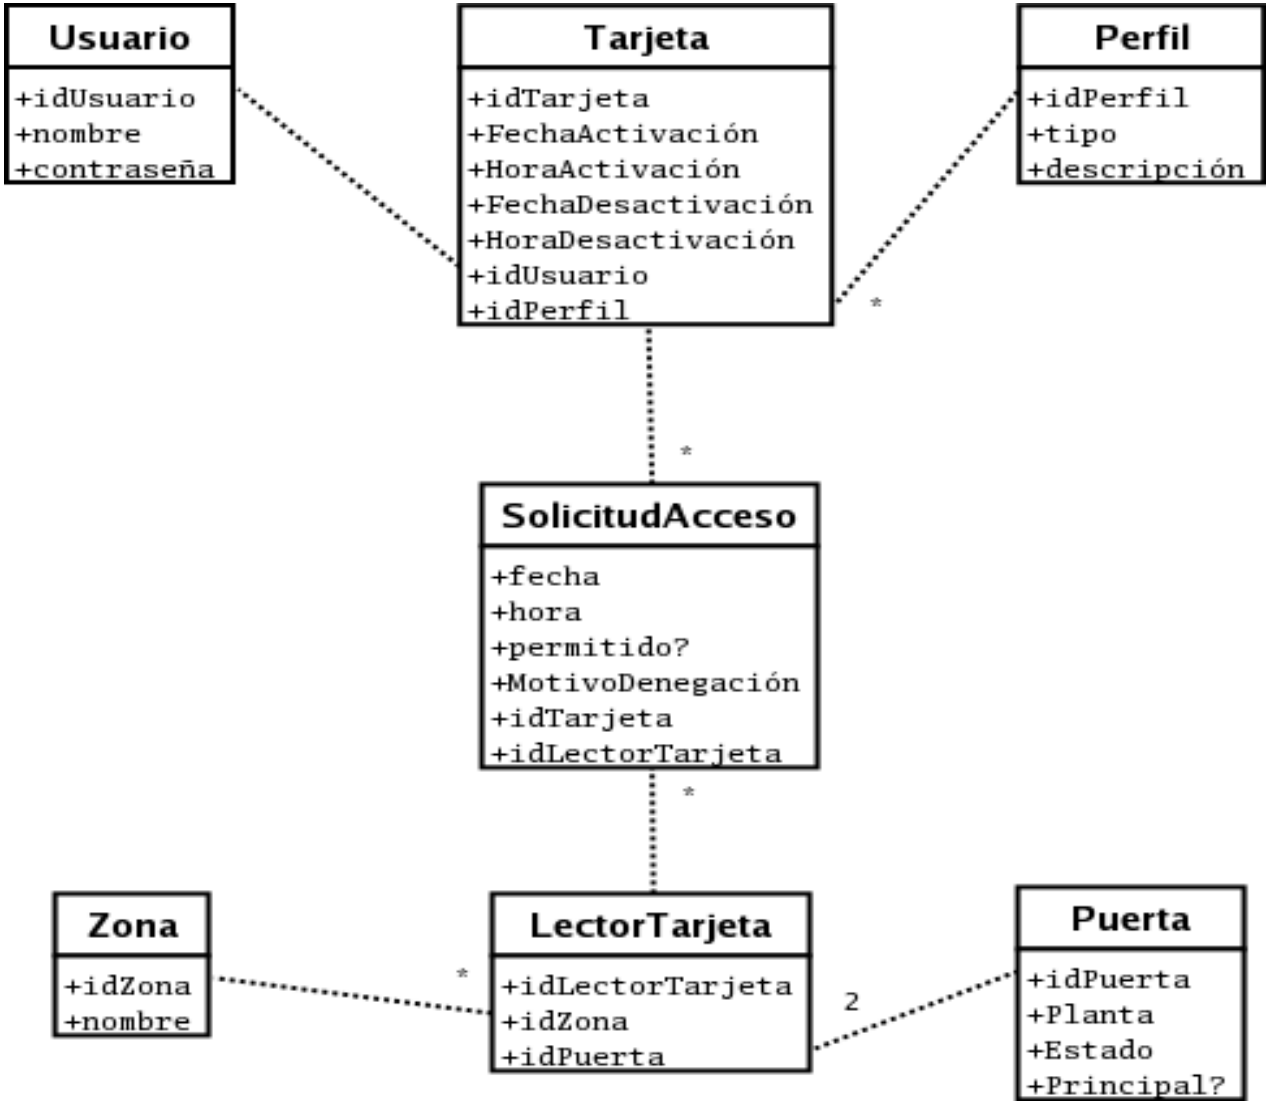 Usuario
+idUsuario
+nombre
+contraseña
Tarjeta
+idTarjeta
+FechaActivación
+HoraActivación
+FechaDesactivación
+HoraDesactivación
+idUsuario
+idPerfil
Perfil
+idPerfil
+tipo
+descripción
*
*
SolicitudAcceso
+fecha
+hora
+permitido?
+MotivoDenegación
+idTarjeta
+idLectorTarjeta
*
Zona
+idZona
+nombre
*
LectorTarjeta
+idLectorTarjeta
+idZona
+idPuerta
2
Puerta
+idPuerta
+Planta
+Estado
+Principal?